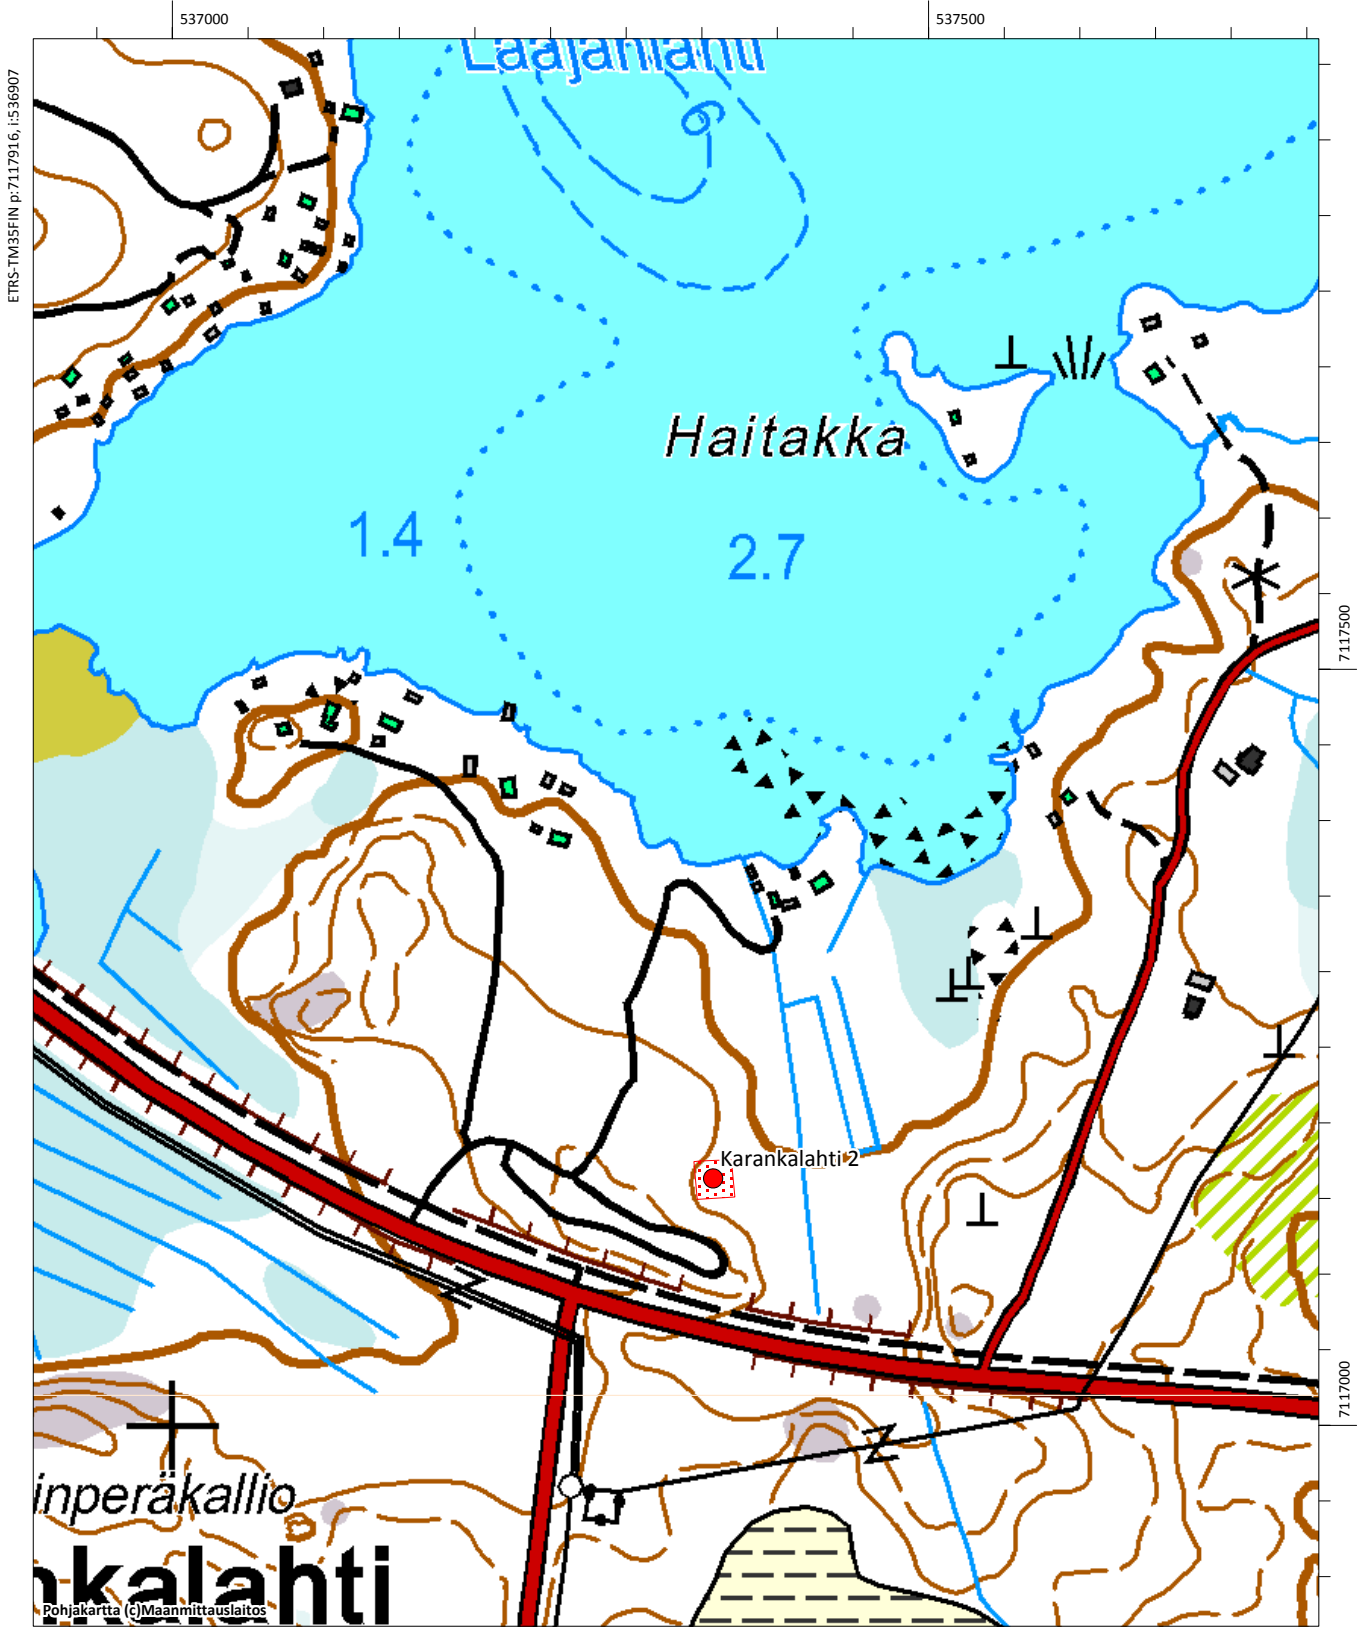 537000
537500
ETRS-TM35FIN p:7117916, i:536907
Laajanlahti
6
Haitakka
1.4
2.7
7117500
Karankalahti 2
7117000
inperäkallio
nkalahti
Pohjakartta (c)Maanmittauslaitos